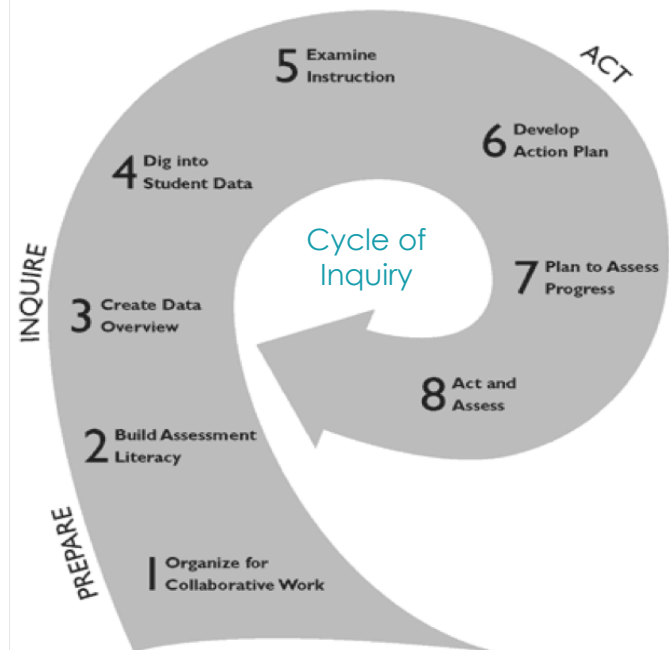 ACT
5 Examine
Instruction
6 Develop
Action Plan
4 Dig into
Student Data
Cycle of
Inquiry
INQUIRE
7 Plan to Assess
Progress
3 Create Data
Overview
8 Act and
Assess
2 Build Assessment
Literacy
PREPARE
1 Organize for
Collaborative Work